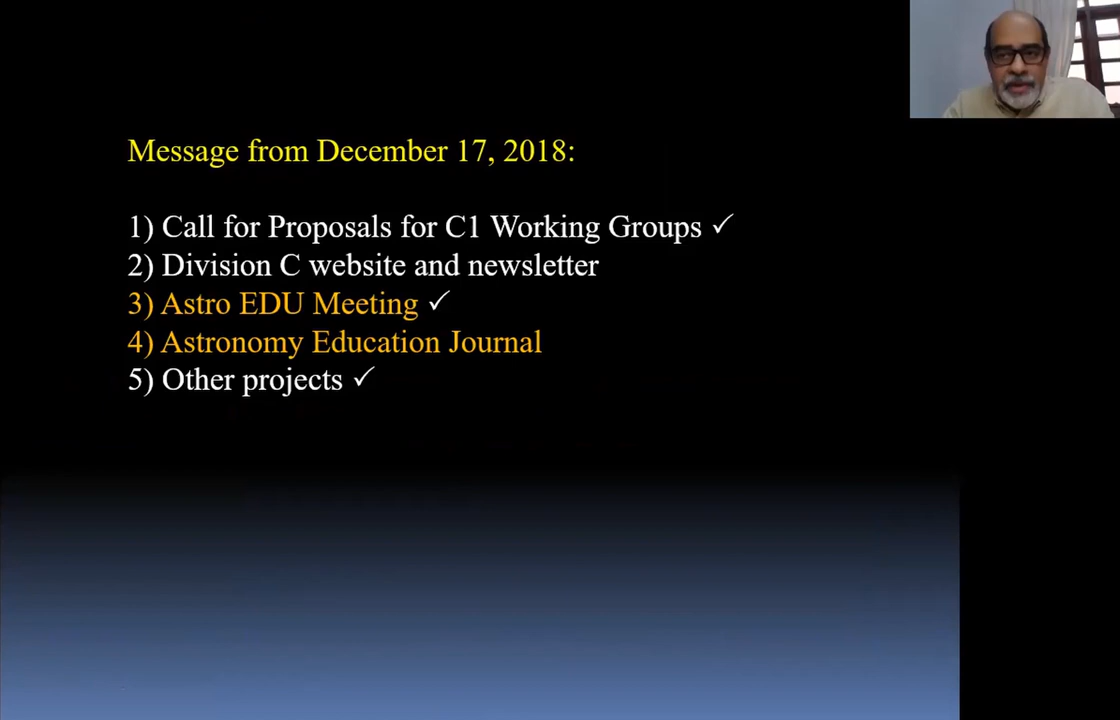 Message from December 17, 2018:
1) Call for Proposals for C1 Working Groups ✓
2) Division C website and newsletter
3) Astro EDU Meeting ✓
4) Astronomy Education Journal
5) Other projects ✓